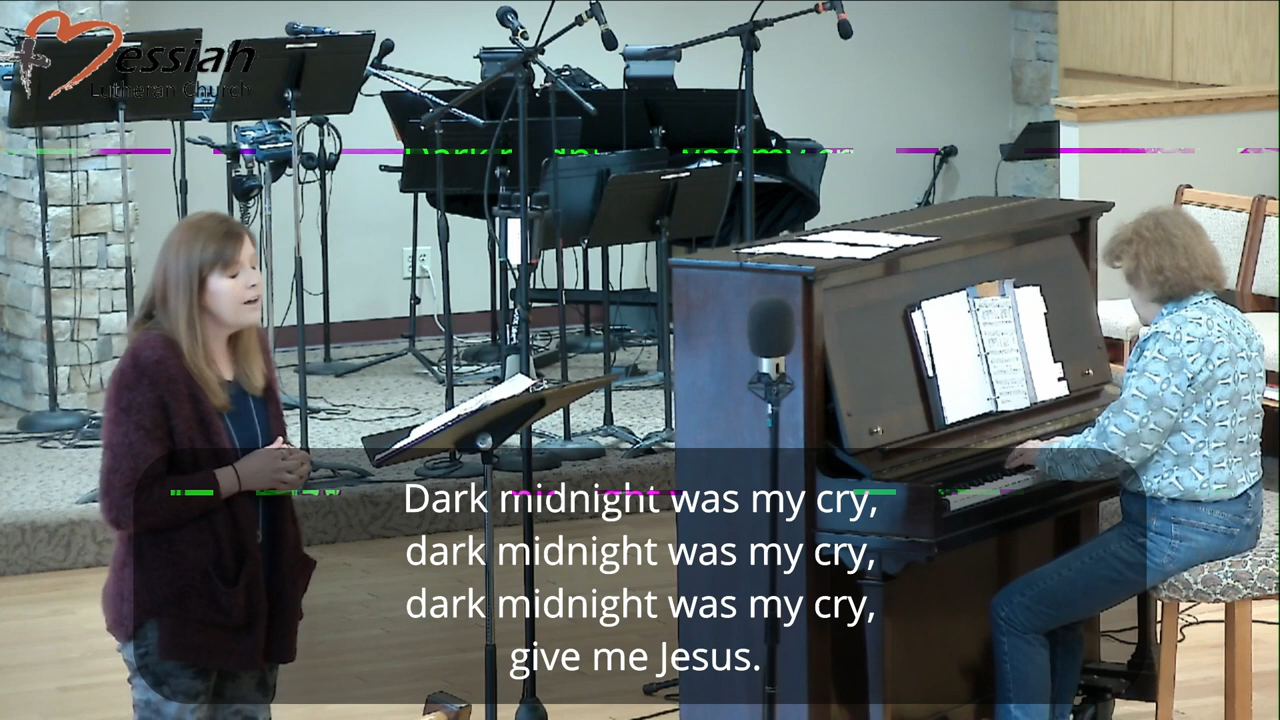 Messiah
Lutheran Church
Dark midnight was my cry,
dark midnight was my cry,
dark midnight was my cry,
give me Jesus.